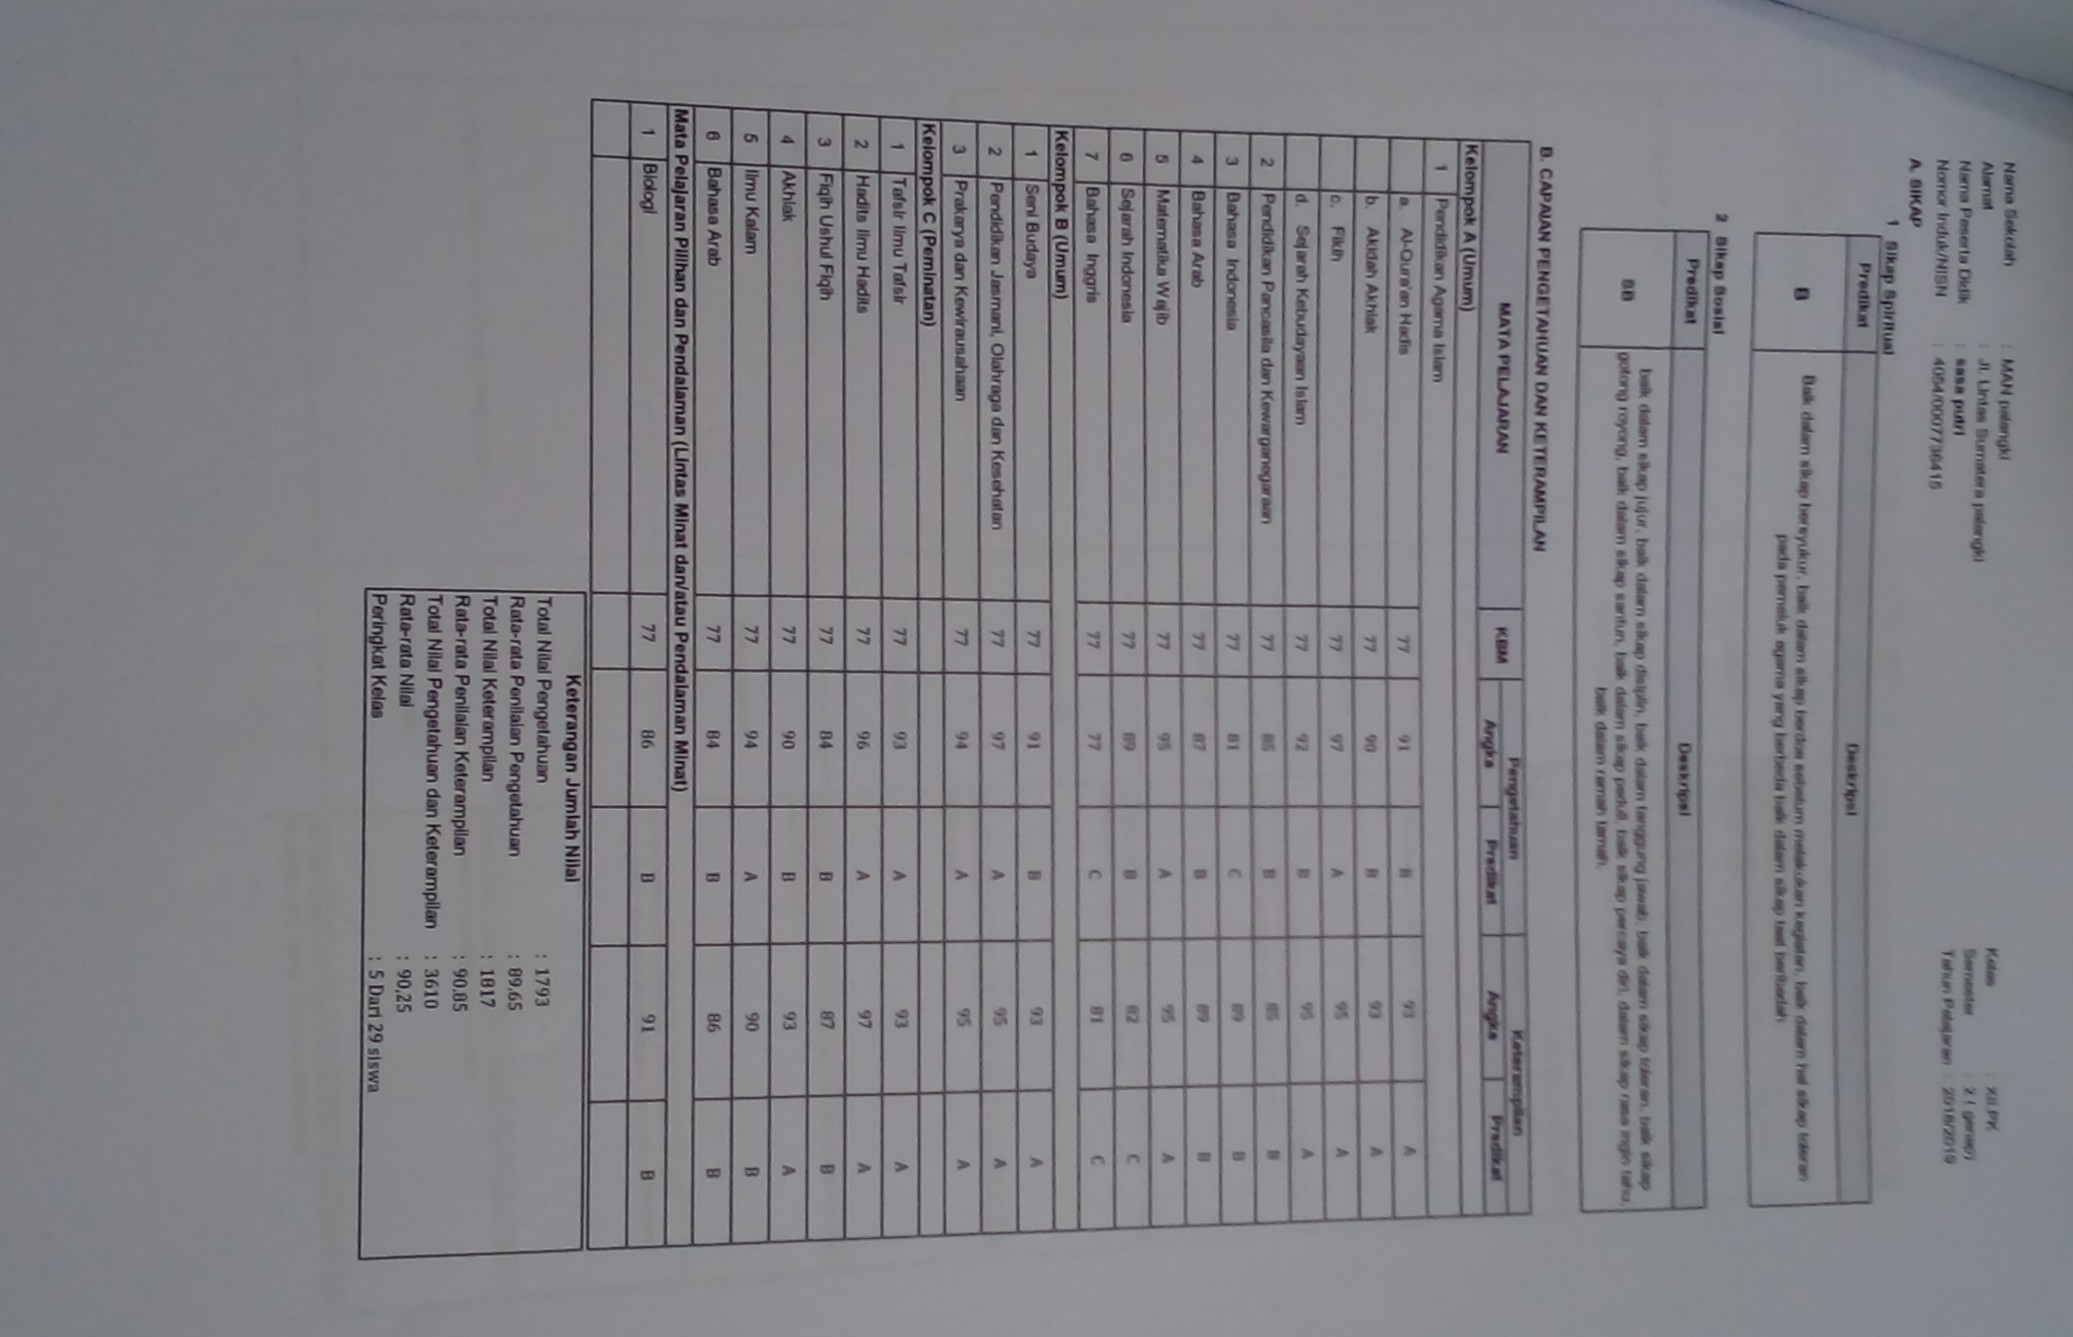 Nama Sekolah : MAN palangki Kelas : XII.PK
Alamat : Jl. Lintas Sumatera palangki Semester : 2 ( genap)
Nama Peserta Didik : sasa putri Tahun Pelajaran : 2018/2019
Nomor Induk/NISN : 4054/0007736415
A. SIKAP
1 Sikap Spiritual
Predikat Deskripsi
B Baik dalam sikap bersyukur, baik dalam sikap berdoa sebelum melakukan kegiatan, baik dalam hal sikap toleran
pada pemeluk agama yang berbeda baik dalam sikap taat beribadah
2 Sikap Sosial
Predikat Deskripsi
SB baik dalam sikap jujur, baik dalam sikap disiplin, baik dalam tanggung jawab, baik dalam sikap toleran, baik sikap
gotong royong, baik dalam sikap santun, baik dalam sikap peduli, baik sikap percaya diri, dalam sikap rasa ingin tahu,
baik dalam ramah tamah.
B. CAPAIAN PENGETAHUAN DAN KETERAMPILAN
MATA PELAJARAN KBM Pengetahuan Keterampilan
Angka Predikat Angka Predikat
Kelompok A (Umum)
1 Pendidikan Agama Islam
a. Al-Qura'an Hadis 77 91 B 93 A
b. Akidah Akhlak 77 90 B 93 A
c. Fikih 77 97 A 95 A
d. Sejarah Kebudayaan Islam 77 92 B 95 A
2 Pendidikan Pancasila dan Kewarganegaraan 77 85 B 85 B
3 Bahasa Indonesia 77 81 C 89 B
4 Bahasa Arab 77 87 B 89 B
5 Matematika Wajib 77 95 A 95 A
6 Sejarah Indonesia 77 89 B 82 C
7 Bahasa Inggris 77 77 C 81 C
Kelompok B (Umum)
1 Seni Budaya 77 91 B 93 A
2 Pendidikan Jasmani, Olahraga dan Kesehatan 77 97 A 95 A
3 Prakarya dan Kewirausahaan 77 94 A 95 A
Kelompok C (Peminatan)
1 Tafsir Ilmu Tafsir 77 93 A 93 A
2 Hadits Ilmu Hadits 77 96 A 97 A
3 Fiqih Ushul Fiqih 77 84 B 87 B
4 Akhlak 77 90 B 93 A
5 Ilmu Kalam 77 94 A 90 B
6 Bahasa Arab 77 84 B 86 B
Mata Pelajaran Pilihan dan Pendalaman (Lintas Minat dan/atau Pendalaman Minat)
1 Biologi 77 86 B 91 B
Keterangan Jumlah Nilai
Total Nilai Pengetahuan : 1793
Rata-rata Penilaian Pengetahuan : 89,65
Total Nilai Keterampilan : 1817
Rata-rata Penilaian Keterampilan : 90,85
Total Nilai Pengetahuan dan Keterampilan : 3610
Rata-rata Nilai : 90,25
Peringkat Kelas : 5 Dari 29 siswa